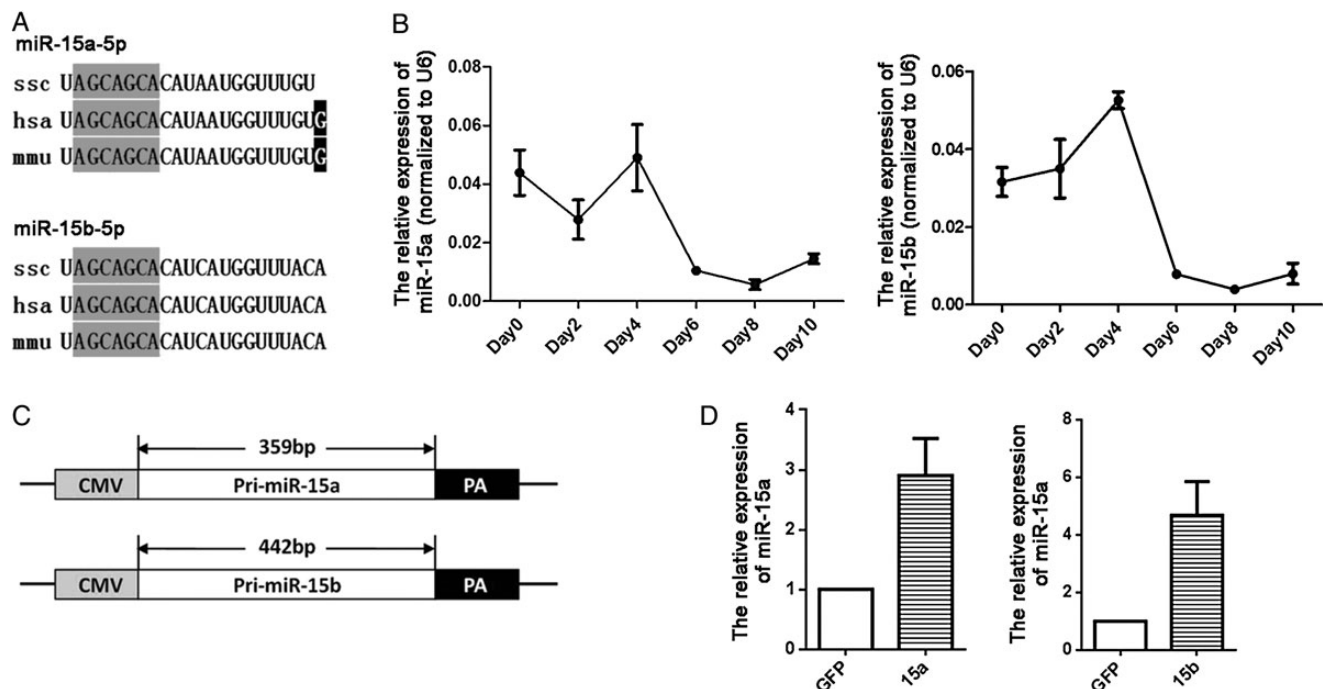 A
miR-15a-5p
ssc UAGCAGCACAUAAUGGUUUGU
hsa UAGCAGCACAUAAUGGUUUGUG
mmu UAGCAGCACAUAAUGGUUUGUG
miR-15b-5p
ssc UAGCAGCACAUCAUGGUUUACA
hsa UAGCAGCACAUCAUGGUUUACA
mmu UAGCAGCACAUCAUGGUUUACA
B
The relative expression of
miR-15a (normalized to U6)
0.08
0.06
0.04
0.02
0.00
Day0 Day2 Day4 Day6 Day8 Day10
The relative expression of
miR-15b (normalized to U6)
0.06
0.04
0.02
0.00
Day0 Day2 Day4 Day6 Day8 Day10
C
359bp
CMV Pri-miR-15a PA
442bp
CMV Pri-miR-15b PA
D
The relative expression
of miR-15a
4
3
2
1
0
GFP 15a
The relative expression
of miR-15a
8
6
4
2
0
GFP 15b